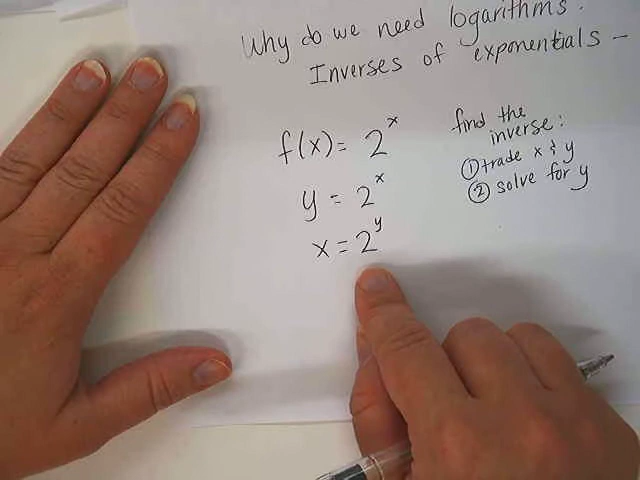 Why do we need logarithms.
Inverses of exponentials –
f(x) = 2^x
y = 2^x
x = 2^y
find the
inverse:
① trade x & y
② solve for y